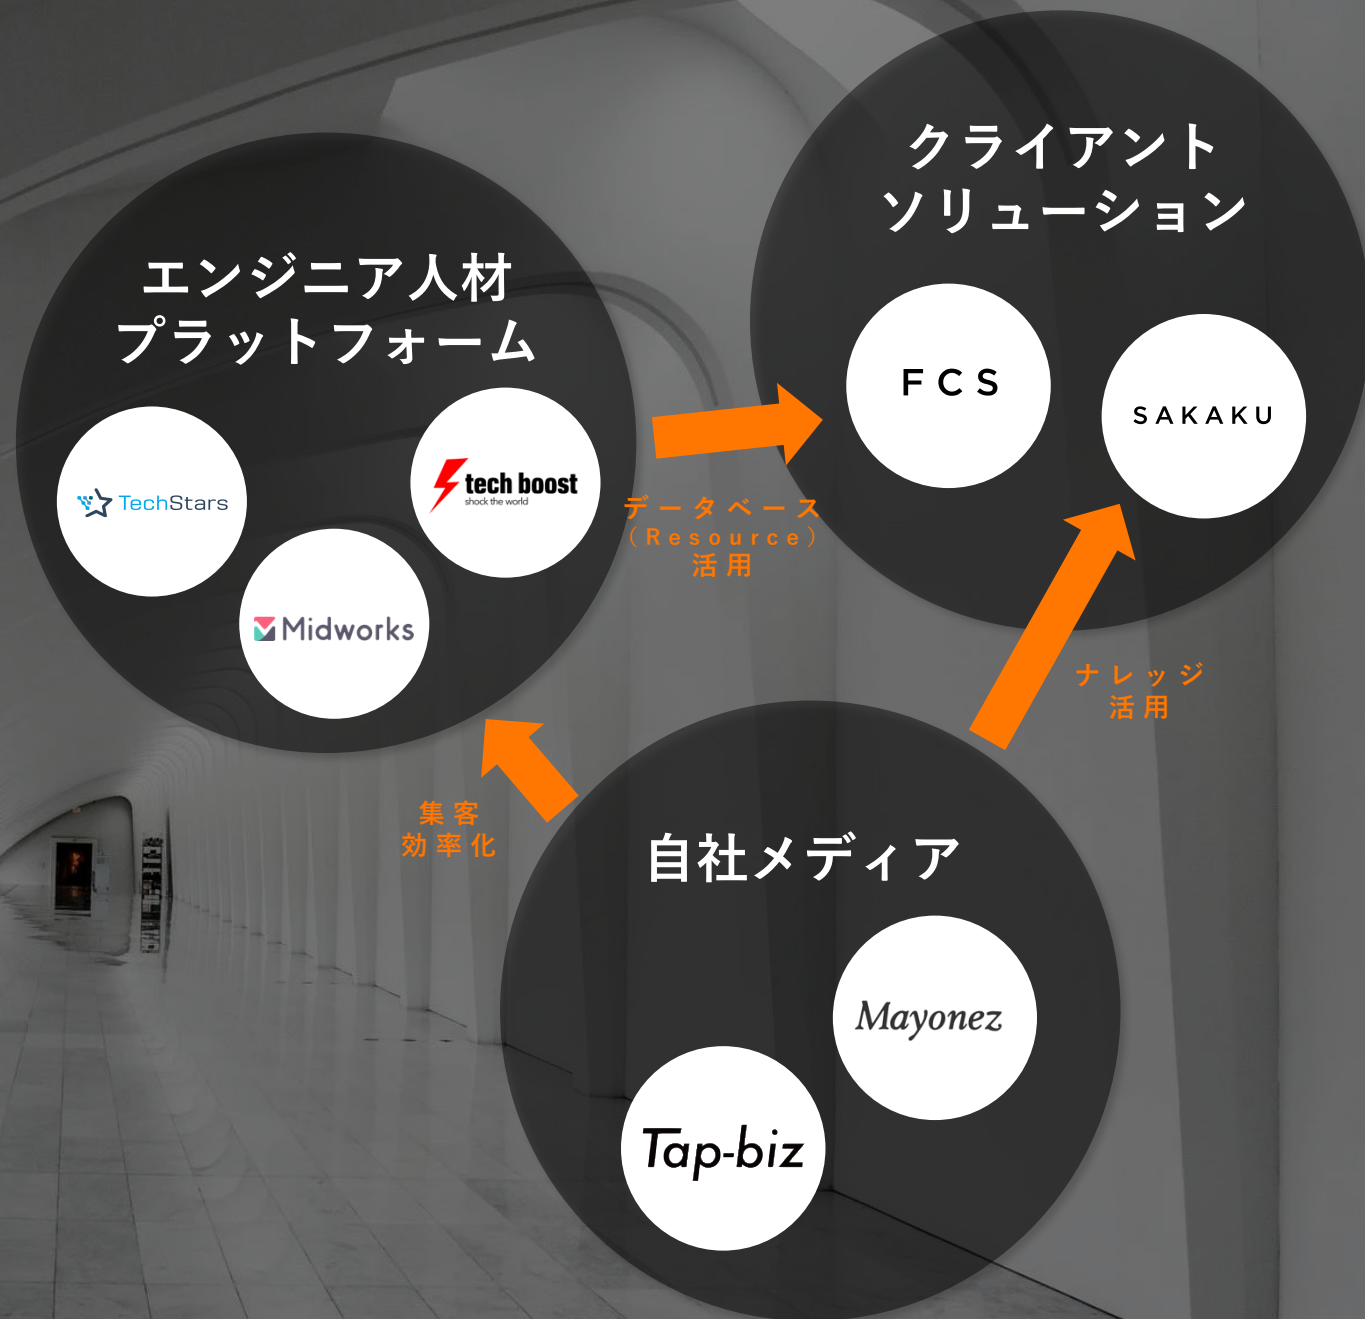 クライアント
ソリューション
FCS
SAKAKU
エンジニア人材
プラットフォーム
TechStars
tech boost
shock the world
Midworks
データベース
（Resource）
活用
ナレッジ
活用
集客
効率化
自社メディア
Mayonez
Tap-biz